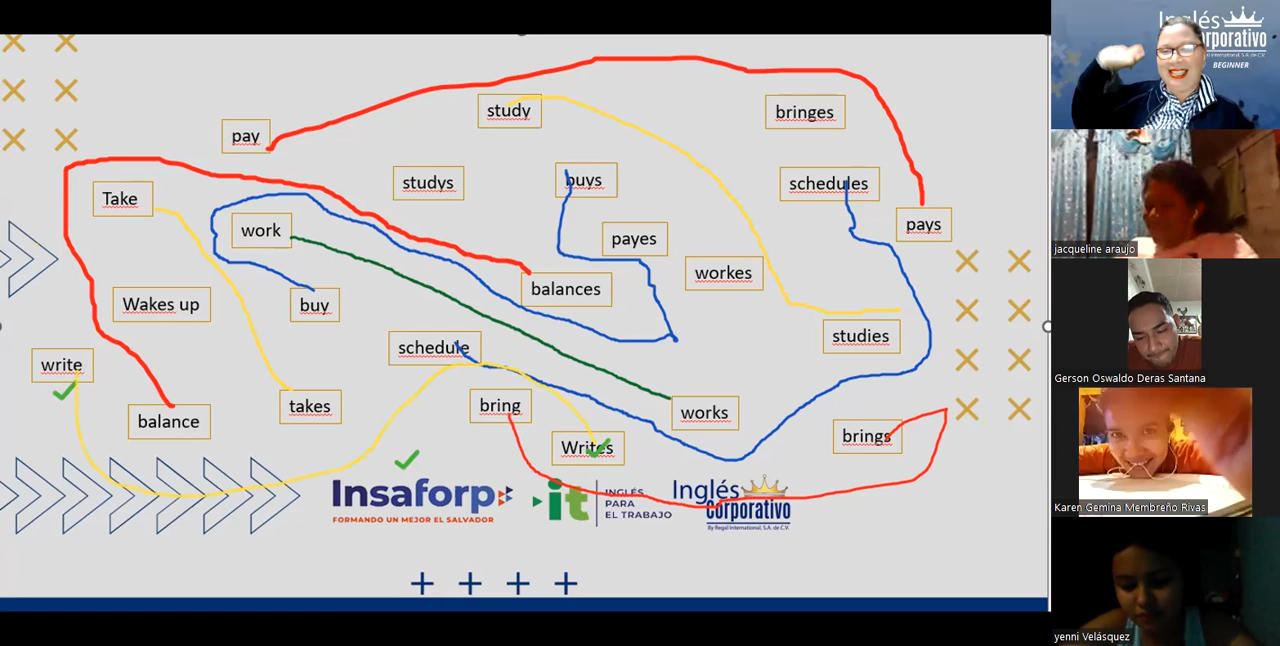 study
bringes
pay
Take
studys
buys
schedules
work
payes
pays
workes
balances
Wakes up
buy
schedule
studies
write
balance
takes
bring
works
Writes
brings
Insaforp
FORMANDO UN MEJOR EL SALVADOR
it
INGLÉS
PARA
EL TRABAJO
Inglés
Corporativo
By Regal International, S.A. de C.V.
Inglés
Corporativo
BEGINNER
jacqueline araujo
Gerson Oswaldo Deras Santana
Karen Gemina Membreño Rivas
yenni Velásquez